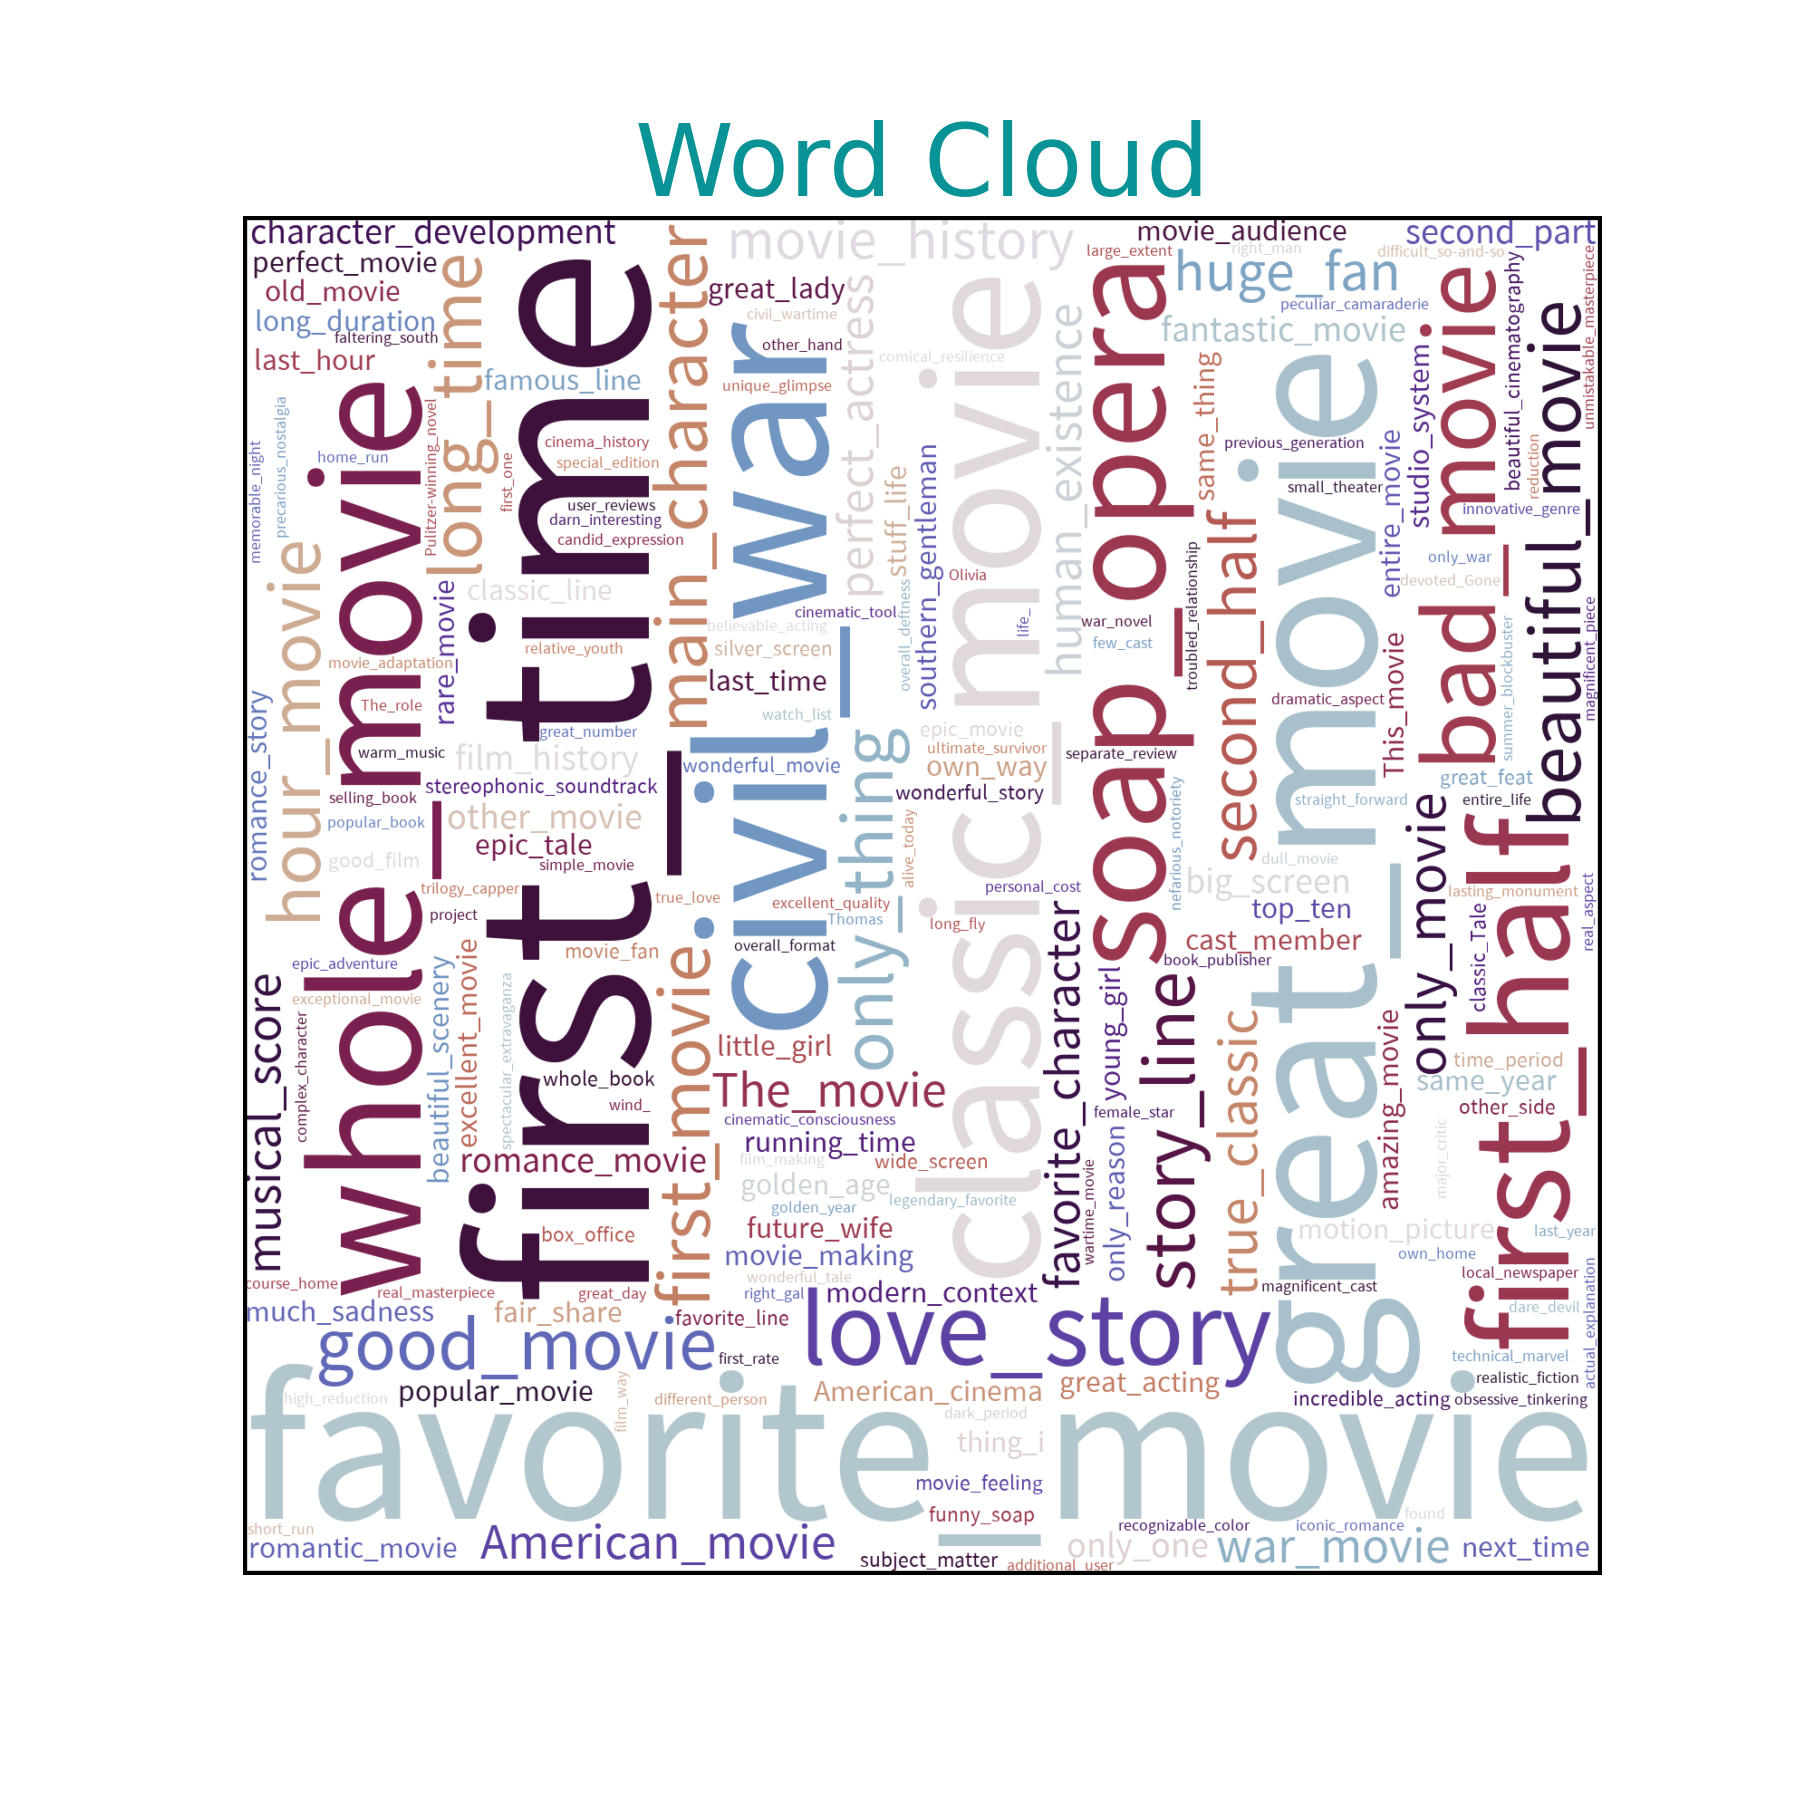 Word Cloud
character_development
movie_history
movie_audience
second_part
perfect_movie
old_movie
long_duration
faltering_south
last_hour
long_time
famous_line
first_time
main_character
great_lady
civil_wartime
other_hand
unique_glimpse
civil_war
perfect_actress
comical_resilience
classic_movie
human_existence
large_extent
right_man
difficult_so-and-so
huge_fan
peculiar_camaraderie
fantastic_movie
soap_opera
same_thing
great_movie
previous_generation
small_theater
entire_movie
studio_system
bad_movie
beautiful_cinematography
reduction
beautiful_movie
unmistakable_masterpiece
innovative_genre
only_war
devoted_Gone
memorable_night
precarious_nostalgia
home_run
whole_movie
Pulitzer-winning_novel
cinema_history
special_edition
first_one
user_reviews
darn_interesting
candid_expression
classic_line
relative_youth
rare_movie
hour_movie
movie_adaptation
The_role
warm_music
great_number
film_history
stereophonic_soundtrack
selling_book
popular_book
other_movie
epic_tale
simple_movie
good_film
trilogy_capper
project
romance_story
stuff_life
southern_gentleman
Olivia
life_
overall_deftness
cinematic_tool
believable_acting
silver_screen
last_time
watch_list
wonderful_movie
only_thing
epic_movie
ultimate_survivor
own_way
wonderful_story
alive_today
war_novel
few_cast
troubled_relationship
separate_review
second_half
dramatic_aspect
This_movie
summer_blockbuster
magnificent_piece
great_feat
entire_life
straight_forward
nefarious_notoriety
dull_movie
big_screen
top_ten
cast_member
book_publisher
only_movie
lasting_monument
classic_Tale
real_aspect
first_half
true_love
excellent_quality
Thomas
personal_cost
long_fly
overall_format
movie_fan
epic_adventure
exceptional_movie
musical_score
complex_character
beautiful_scenery
excellent_movie
spectacular_extravaganza
whole_book
wind_
first_movie
little_girl
The_movie
cinematic_consciousness
running_time
film_making
wide_screen
golden_age
legendary_favorite
golden_year
future_wife
movie_making
wonderful_tale
right_gal
modern_context
favorite_character
young_girl
female_star
wartime_movie
only_reason
story_line
true_classic
amazing_movie
time_period
same_year
other_side
major_critic
motion_picture
last_year
own_home
local_newspaper
magnificent_cast
dare_devil
actual_explanation
romance_movie
box_office
course_home
real_masterpiece
great_day
much_sadness
fair_share
favorite_line
good_movie
first_rate
love_story
technical_marvel
realistic_fiction
high_reduction
popular_movie
film_way
different_person
American_cinema
great_acting
incredible_acting
obsessive_tinkering
favorite_movie
dark_period
thing_i
movie_feeling
funny_soap
short_run
recognizable_color
iconic_romance
found
romantic_movie
American_movie
subject_matter
additional_user
only_one
war_movie
next_time